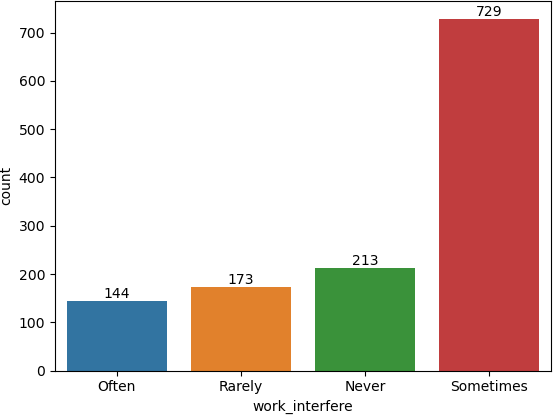 729
700
600
500
400
300
200
100
0
count
144
173
213
Often
Rarely
Never
Sometimes
work_interfere